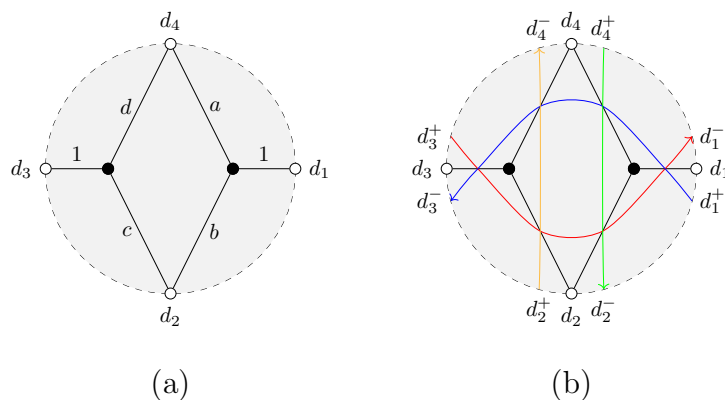 d₄
d
a
d₃
1
1
d₁
c
b
d₂
(a)
d₄⁻
d₄
d₄⁺
d₃⁺
d₁⁻
d₃
d₁
d₃⁻
d₁⁺
d₂⁺
d₂
d₂⁻
(b)